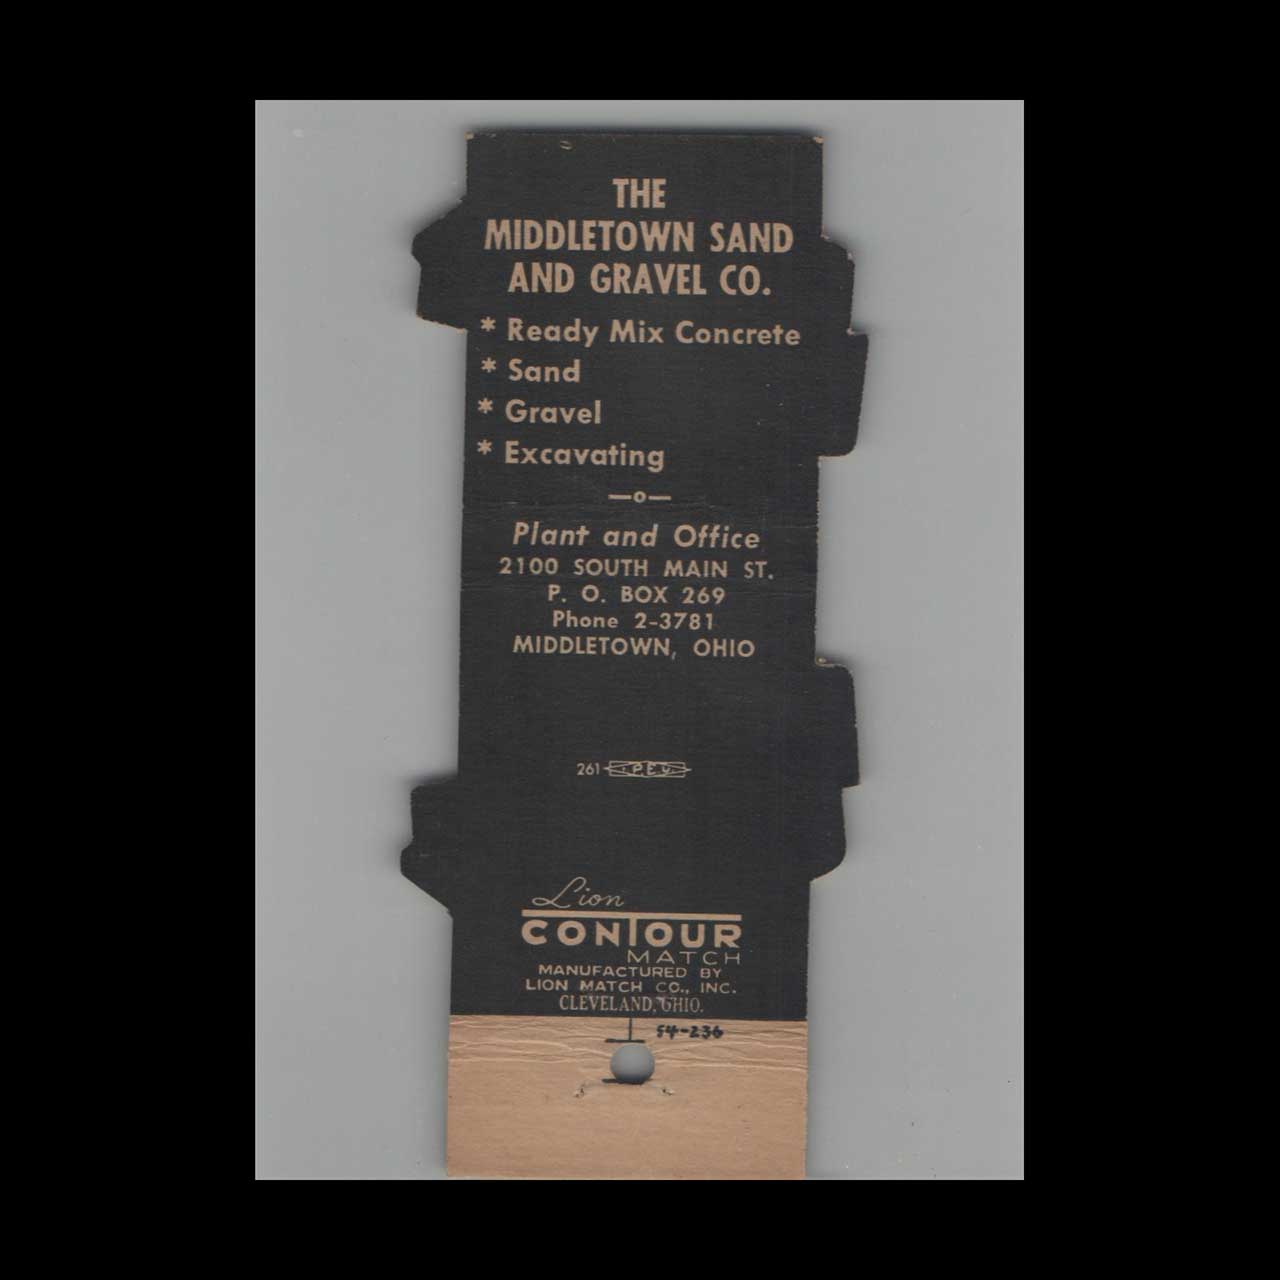 THE
MIDDLETOWN SAND
AND GRAVEL CO.
* Ready Mix Concrete
* Sand
* Gravel
* Excavating
—o—
Plant and Office
2100 SOUTH MAIN ST.
P. O. BOX 269
Phone 2-3781
MIDDLETOWN, OHIO
261
Lion
CONTOUR
MATCH
MANUFACTURED BY
LION MATCH CO., INC.
CLEVELAND, OHIO.
54-236